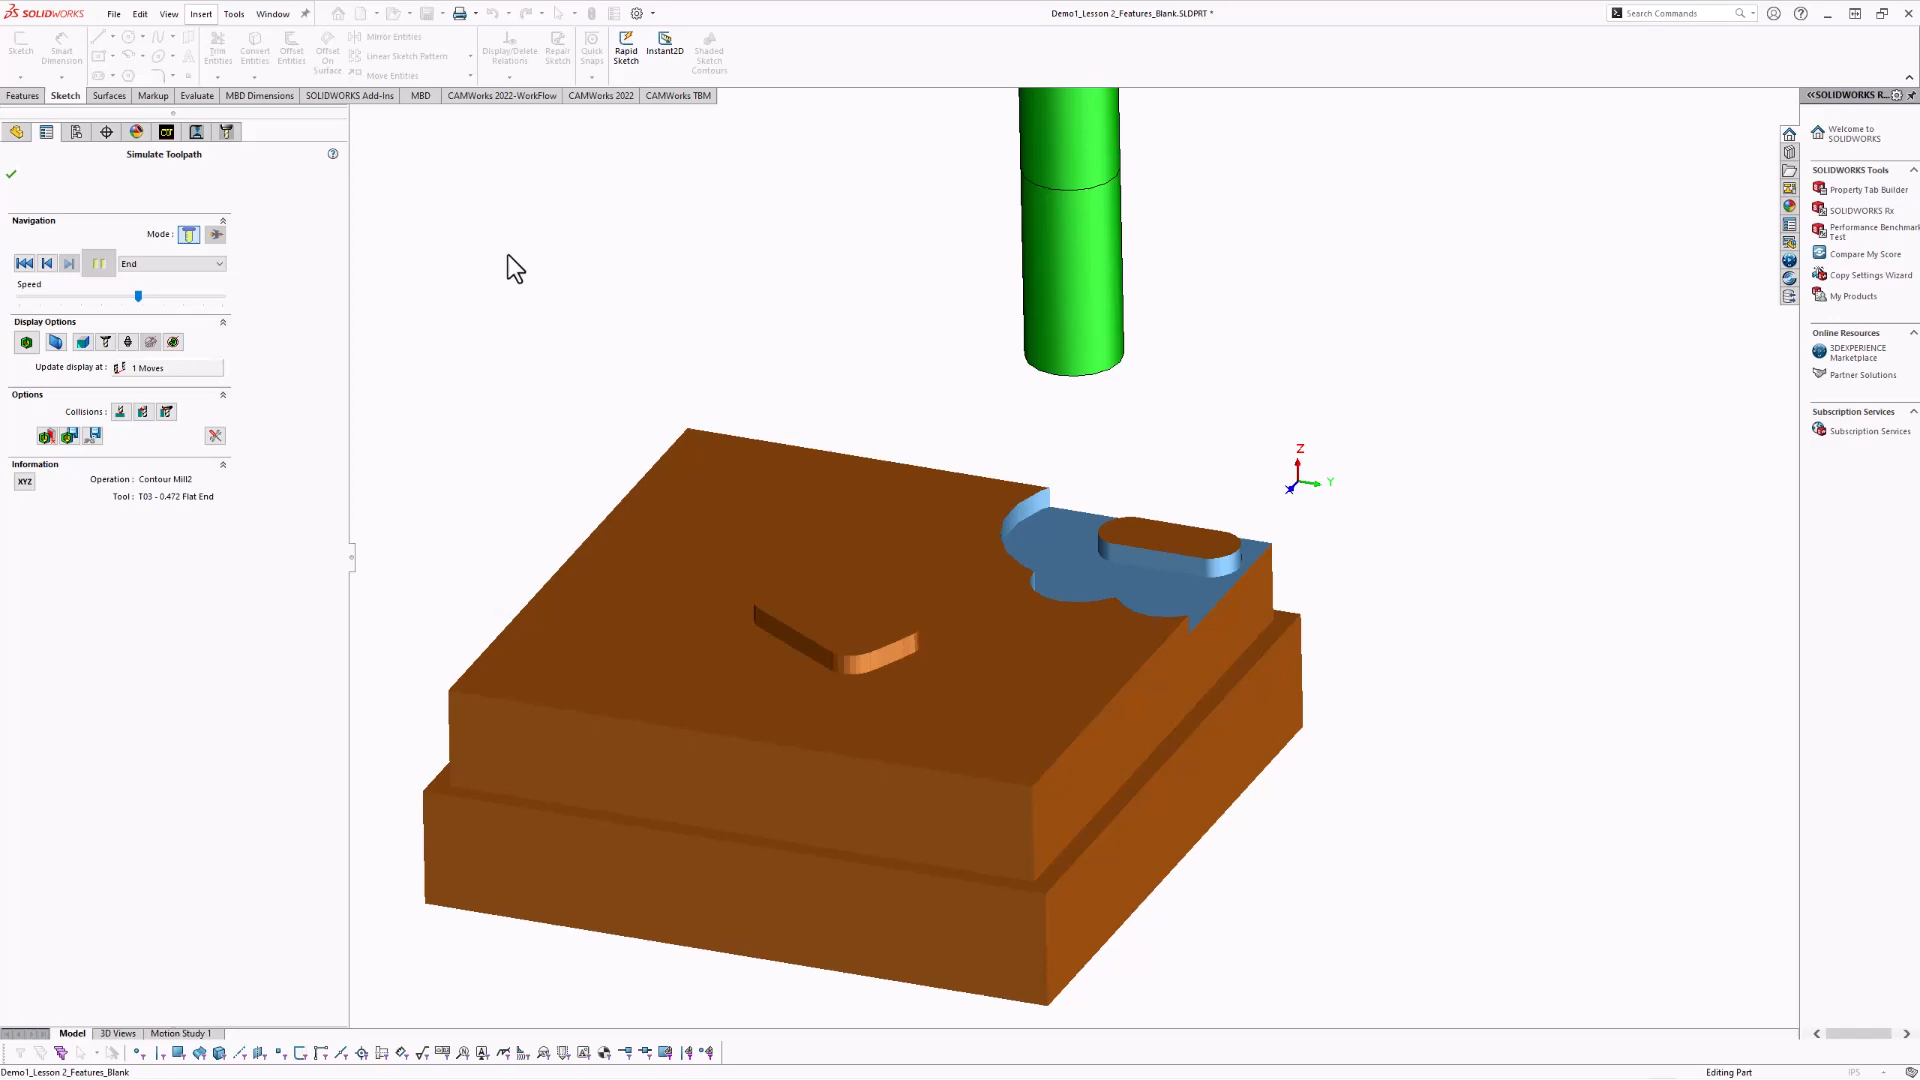 SOLIDWORKS
File
Edit
View
Insert
Tools
Window
Demo1_Lesson 2_Features_Blank.SLDPRT *
Search Commands
Sketch
Smart Dimension
Trim Entities
Convert Entities
Offset Entities
Offset On Surface
Mirror Entities
Linear Sketch Pattern
Move Entities
Display/Delete Relations
Repair Sketch
Quick Snaps
Rapid Sketch
Instant2D
Shaded Sketch Contours
Features
Sketch
Surfaces
Markup
Evaluate
MBD Dimensions
SOLIDWORKS Add-Ins
MBD
CAMWorks 2022-WorkFlow
CAMWorks 2022
CAMWorks TBM
SOLIDWORKS R...
Simulate Toolpath
Navigation
Mode :
End
Speed
Display Options
Update display at :
1 Moves
Options
Collisions :
Information
XYZ
Operation : Contour Mill2
Tool : T03 - 0.472 Flat End
Z
Y
X
Welcome to
SOLIDWORKS
SOLIDWORKS Tools
Property Tab Builder
SOLIDWORKS Rx
Performance Benchmark
Test
Compare My Score
Copy Settings Wizard
My Products
Online Resources
3DEXPERIENCE
Marketplace
Partner Solutions
Subscription Services
Subscription Services
Model
3D Views
Motion Study 1
Demo1_Lesson 2_Features_Blank
Editing Part
IPS